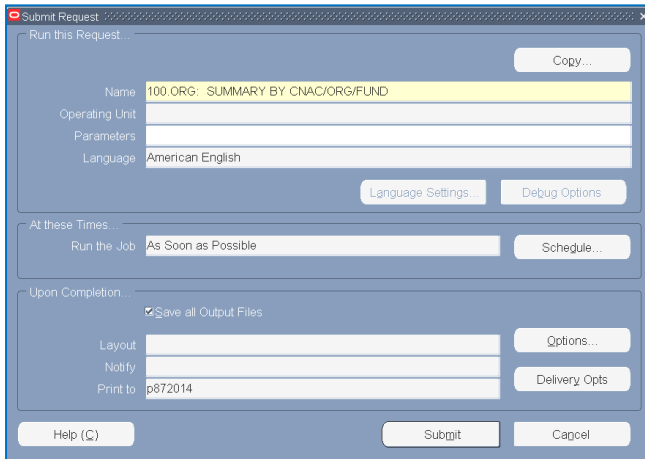 Submit Request
Run this Request...
Copy...
Name 100.ORG: SUMMARY BY CNAC/ORG/FUND
Operating Unit
Parameters
Language American English
Language Settings... Debug Options
At these Times...
Run the Job As Soon as Possible Schedule...
Upon Completion...
Save all Output Files
Layout Options...
Notify
Print to p872014 Delivery Opts
Help (C) Submit Cancel